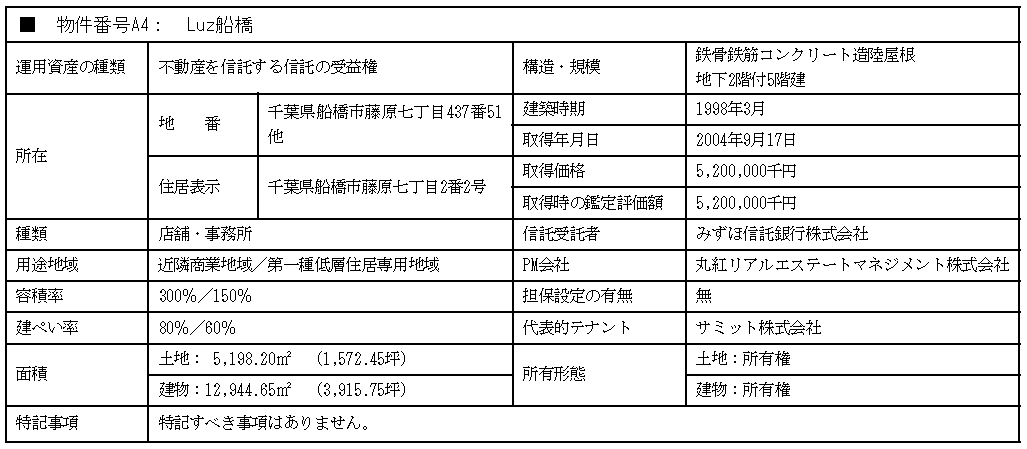 ■ 物件番号A4： Luz船橋
運用資産の種類 不動産を信託する信託の受益権 構造・規模 鉄骨鉄筋コンクリート造陸屋根
地下2階付5階建
所在 地　番 千葉県船橋市藤原七丁目437番51
他
建築時期 1998年3月
取得年月日 2004年9月17日
住居表示 千葉県船橋市藤原七丁目2番2号
取得価格 5,200,000千円
取得時の鑑定評価額 5,200,000千円
種類 店舗・事務所 信託受託者 みずほ信託銀行株式会社
用途地域 近隣商業地域／第一種低層住居専用地域 PM会社 丸紅リアルエステートマネジメント株式会社
容積率 300％／150％ 担保設定の有無 無
建ぺい率 80％／60％ 代表的テナント サミット株式会社
面積 土地： 5,198.20㎡ （1,572.45坪） 所有形態 土地：所有権
建物：12,944.65㎡ （3,915.75坪） 建物：所有権
特記事項 特記すべき事項はありません。